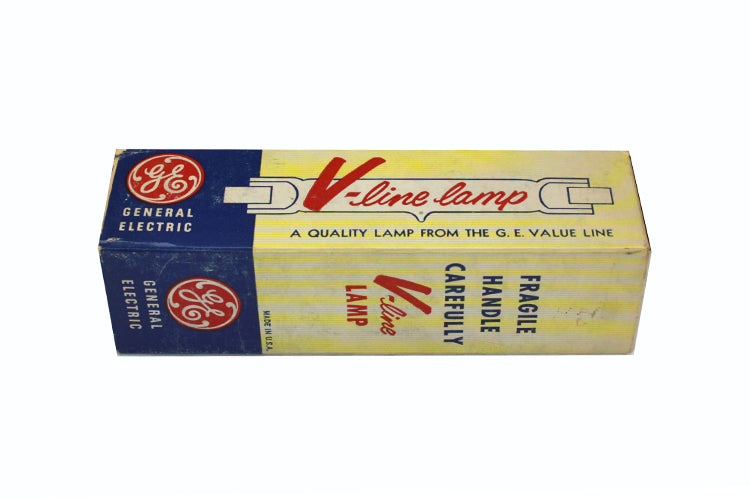 GE
GENERAL
ELECTRIC
V-line lamp
A QUALITY LAMP FROM THE G. E. VALUE LINE
GE
GENERAL
ELECTRIC
MADE IN U.S.A.
V-line
LAMP
FRAGILE
HANDLE
CAREFULLY